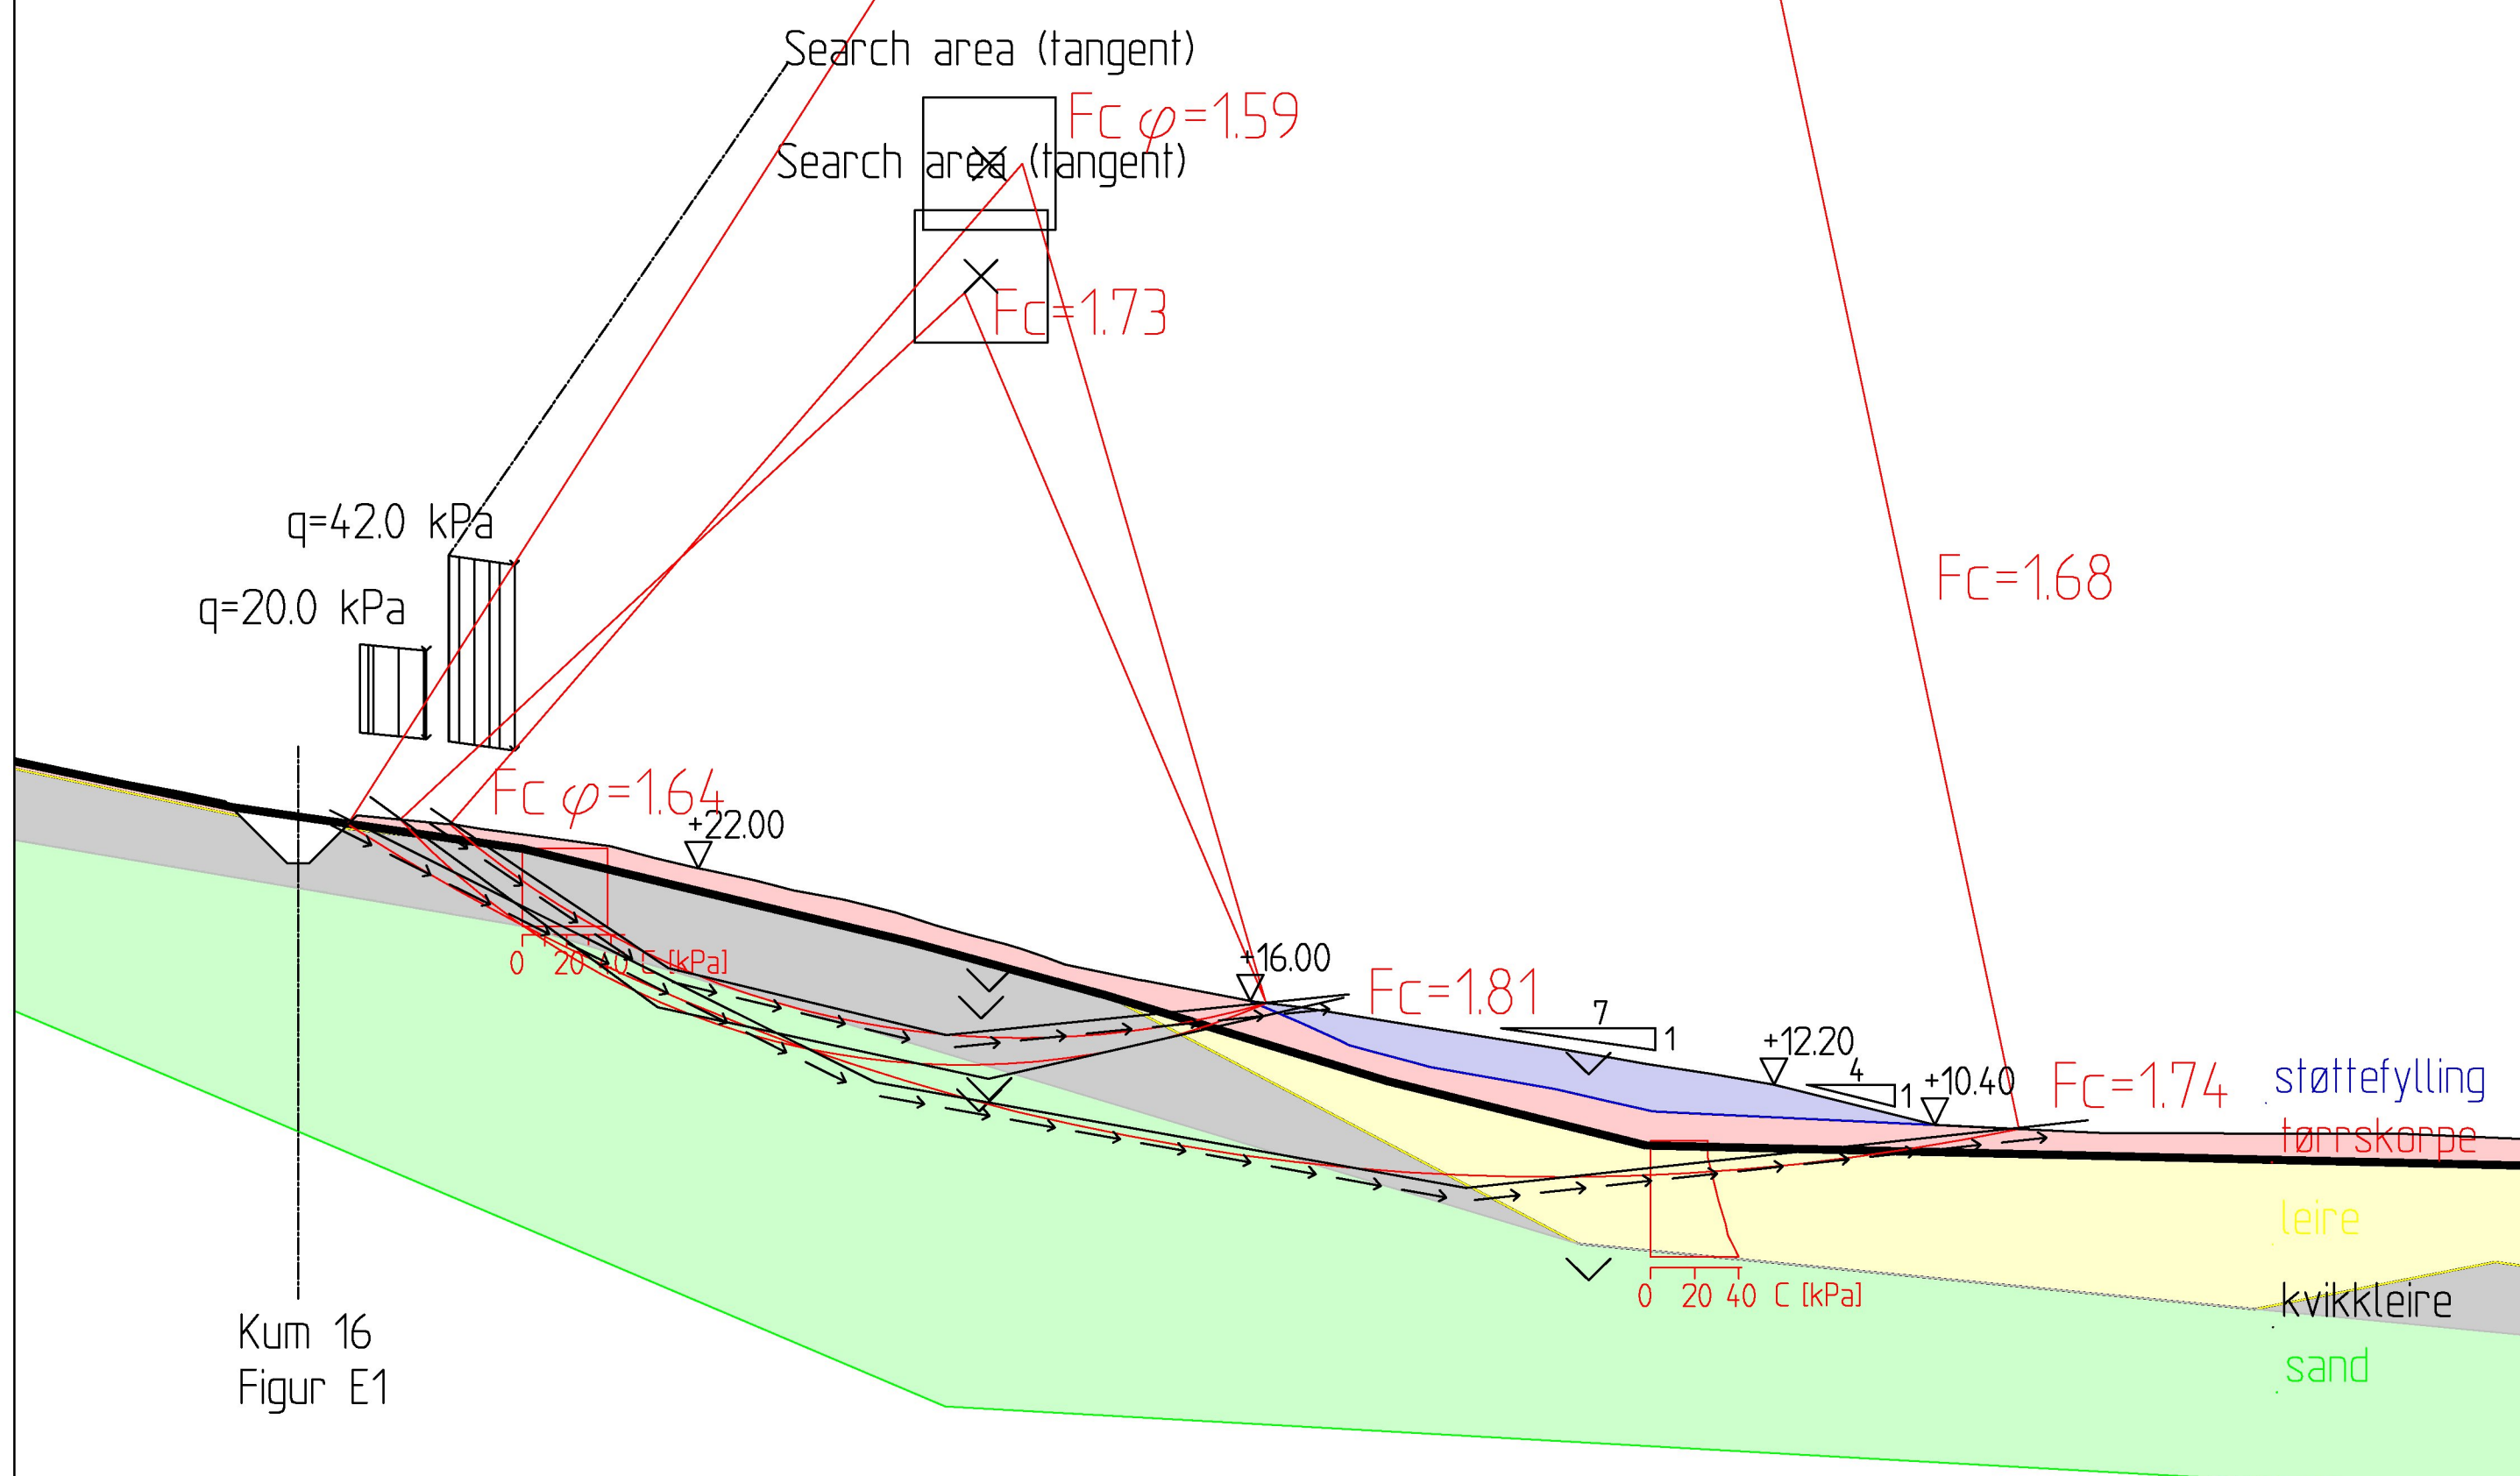 Search area (tangent)
Fc φ=1.59
Search area (tangent)
Fc=1.73
q=42.0 kPa
Fc=1.68
q=20.0 kPa
Fc φ=1.64
+22.00
0 20 40 C [kPa]
+16.00
Fc=1.81
7
1
+12.20
4
1
+10.40
Fc=1.74
støttefylling
tørrskorpe
leire
0 20 40 C [kPa]
kvikkleire
Kum 16
Figur E1
sand